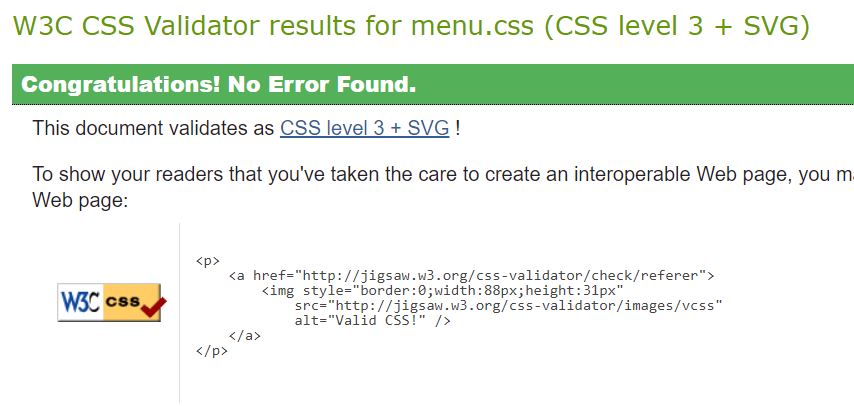 W3C CSS Validator results for menu.css (CSS level 3 + SVG)
Congratulations! No Error Found.
This document validates as CSS level 3 + SVG !
To show your readers that you've taken the care to create an interoperable Web page, you
Web page:
W3C css
<p>
    <a href="http://jigsaw.w3.org/css-validator/check/referer">
        <img style="border:0;width:88px;height:31px"
            src="http://jigsaw.w3.org/css-validator/images/vcss"
            alt="Valid CSS!" />
    </a>
</p>